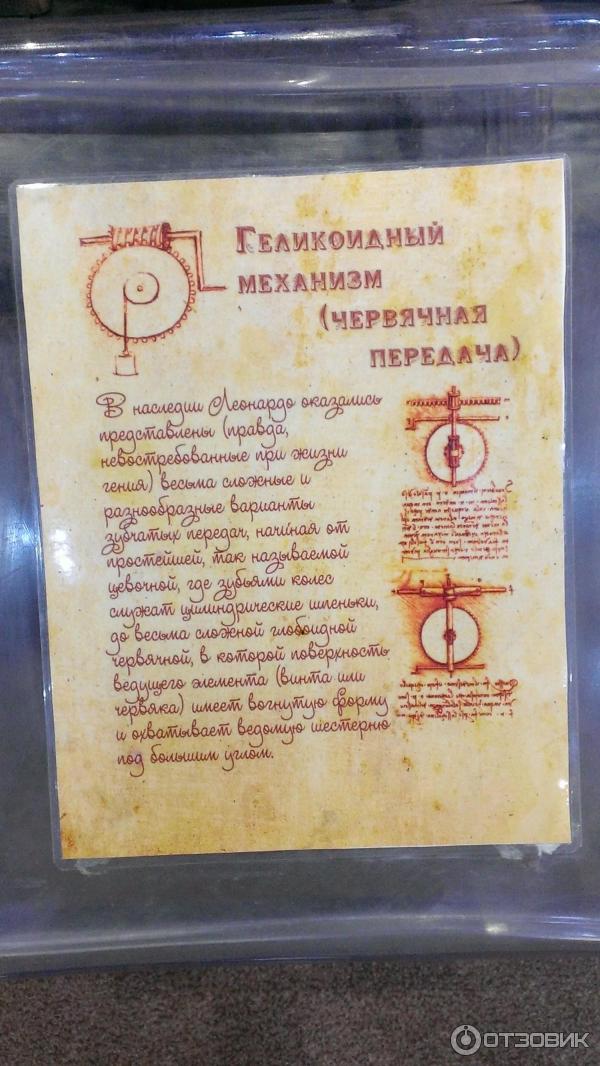 Геликоидный
механизм
(червячная
передача)
В наследии Леонардо оказались
представлены (правда,
невостребованные при жизни
гения) весьма сложные и
разнообразные варианты
зубчатых передач, начиная от
простейшей, так называемой
цевочной, где зубьями колес
служат цилиндрические шпеньки,
до весьма сложной глобоидной
червячной, в которой поверхность
ведущего элемента (винта или
червяка) имеет вогнутую форму
и охватывает ведомую шестерню
под большим углом.
ОТЗОВИК